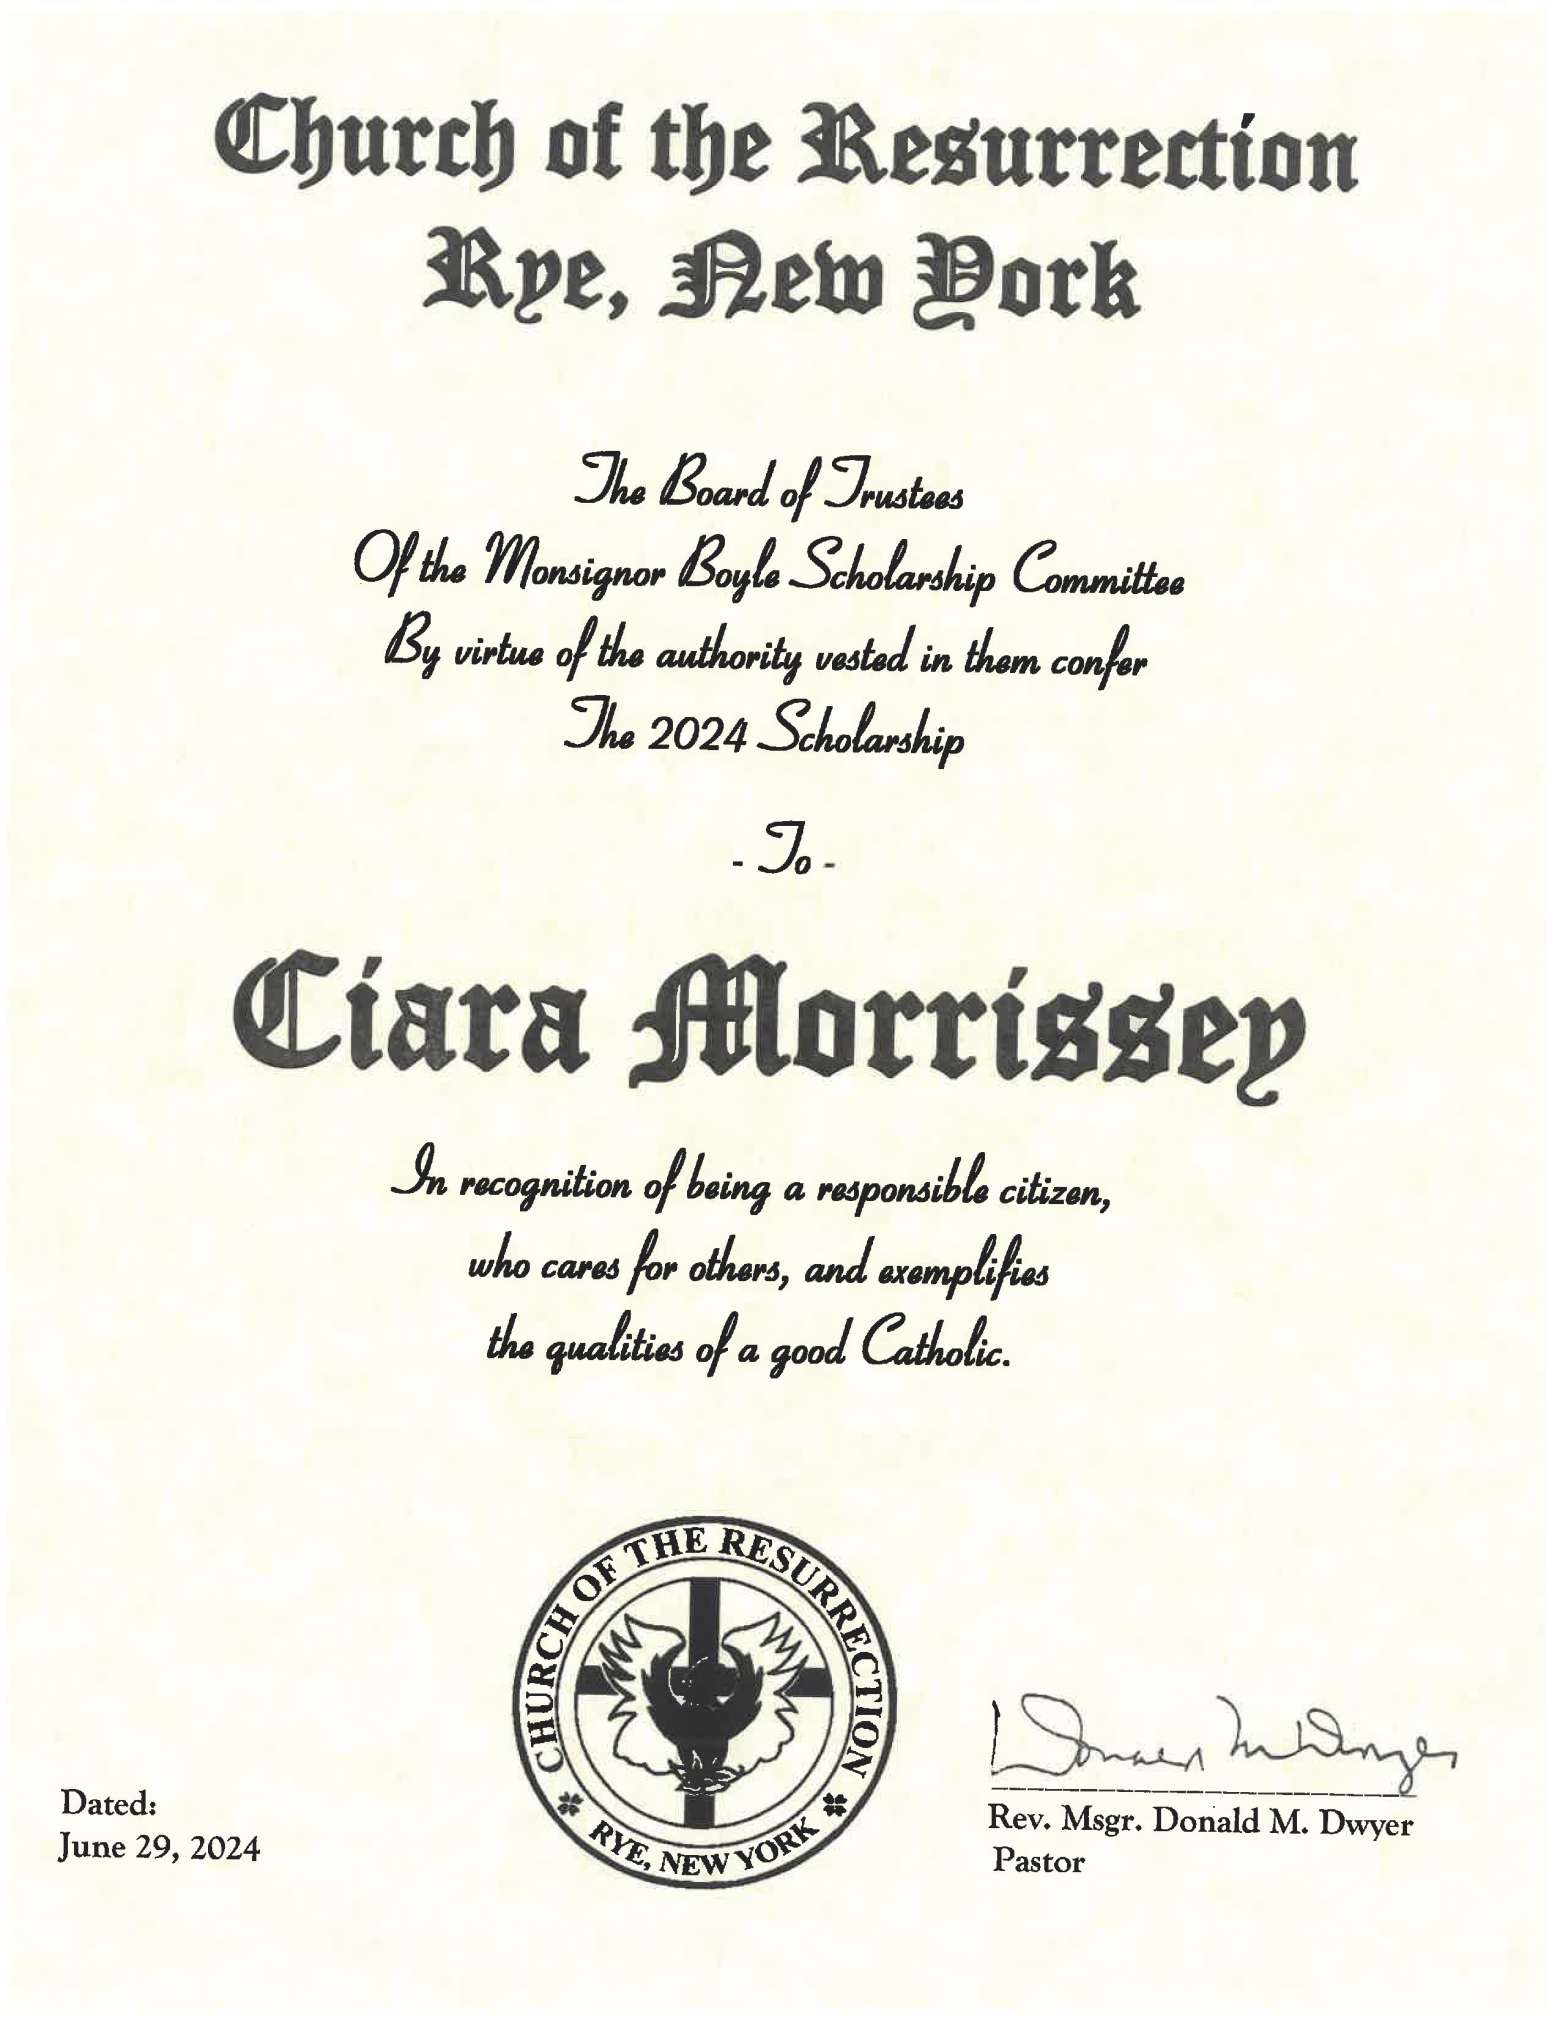 Church of the Resurrection
Rye, New York
The Board of Trustees
Of the Monsignor Boyle Scholarship Committee
By virtue of the authority vested in them confer
The 2024 Scholarship
- To -
Ciara Morrissey
In recognition of being a responsible citizen,
who cares for others, and exemplifies
the qualities of a good Catholic.
CHURCH OF THE RESURRECTION
RYE, NEW YORK
Donald M Dwyer
Dated:
June 29, 2024
Rev. Msgr. Donald M. Dwyer
Pastor